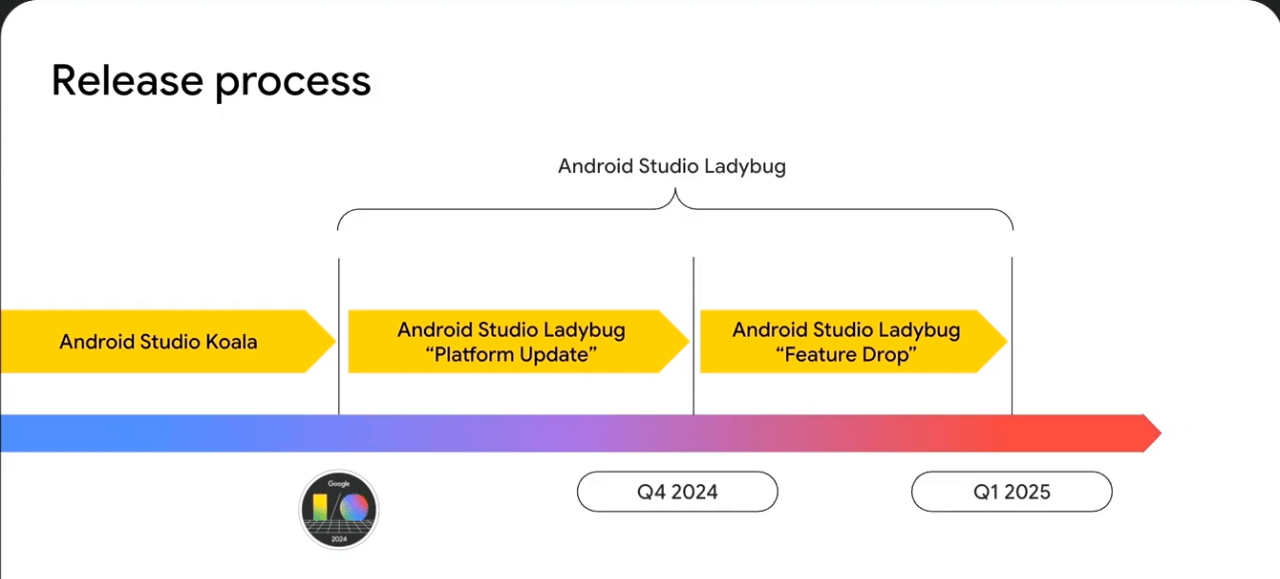 Release process
Android Studio Ladybug
Android Studio Koala
Android Studio Ladybug
“Platform Update”
Android Studio Ladybug
“Feature Drop”
Google
I/O
2024
Q4 2024
Q1 2025